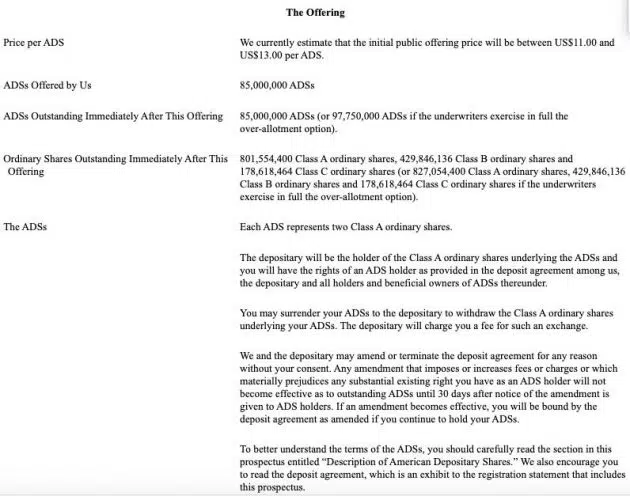 The Offering
Price per ADS
We currently estimate that the initial public offering price will be between US$11.00 and
US$13.00 per ADS.
ADSs Offered by Us
85,000,000 ADSs
ADSs Outstanding Immediately After This Offering
85,000,000 ADSs (or 97,750,000 ADSs if the underwriters exercise in full the
over-allotment option).
Ordinary Shares Outstanding Immediately After This
Offering
801,554,400 Class A ordinary shares, 429,846,136 Class B ordinary shares and
178,618,464 Class C ordinary shares (or 827,054,400 Class A ordinary shares, 429,846,136
Class B ordinary shares and 178,618,464 Class C ordinary shares if the underwriters
exercise in full the over-allotment option).
The ADSs
Each ADS represents two Class A ordinary shares.
The depositary will be the holder of the Class A ordinary shares underlying the ADSs and
you will have the rights of an ADS holder as provided in the deposit agreement among us,
the depositary and all holders and beneficial owners of ADSs thereunder.
You may surrender your ADSs to the depositary to withdraw the Class A ordinary shares
underlying your ADSs. The depositary will charge you a fee for such an exchange.
We and the depositary may amend or terminate the deposit agreement for any reason
without your consent. Any amendment that imposes or increases fees or charges or which
materially prejudices any substantial existing right you have as an ADS holder will not
become effective as to outstanding ADSs until 30 days after notice of the amendment is
given to ADS holders. If an amendment becomes effective, you will be bound by the
deposit agreement as amended if you continue to hold your ADSs.
To better understand the terms of the ADSs, you should carefully read the section in this
prospectus entitled “Description of American Depositary Shares.” We also encourage you
to read the deposit agreement, which is an exhibit to the registration statement that includes
this prospectus.